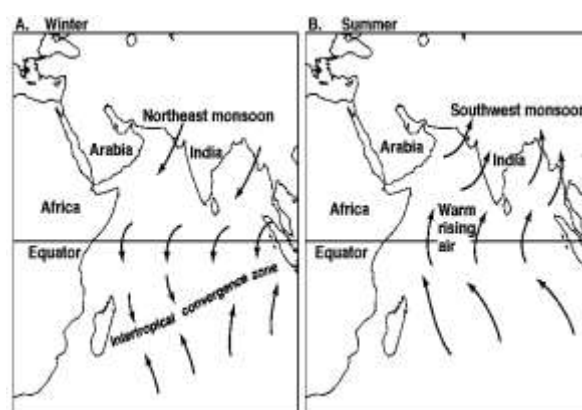 A. Winter
Northeast monsoon
Arabia
India
Africa
Equator
Intertropical convergence zone
B. Summer
Southwest monsoon
Arabia
India
Africa
Warm
rising
air
Equator